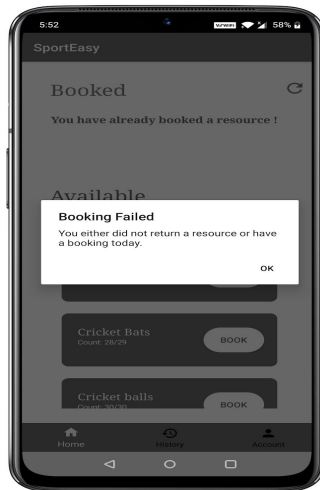 5:52
VoWiFi 58%
SportEasy
Booked
You have already booked a resource !
Available
Booking Failed
You either did not return a resource or have
a booking today.
OK
Cricket Bats
Count: 28/29
BOOK
Cricket balls
Count: 30/30
BOOK
Home
History
Account